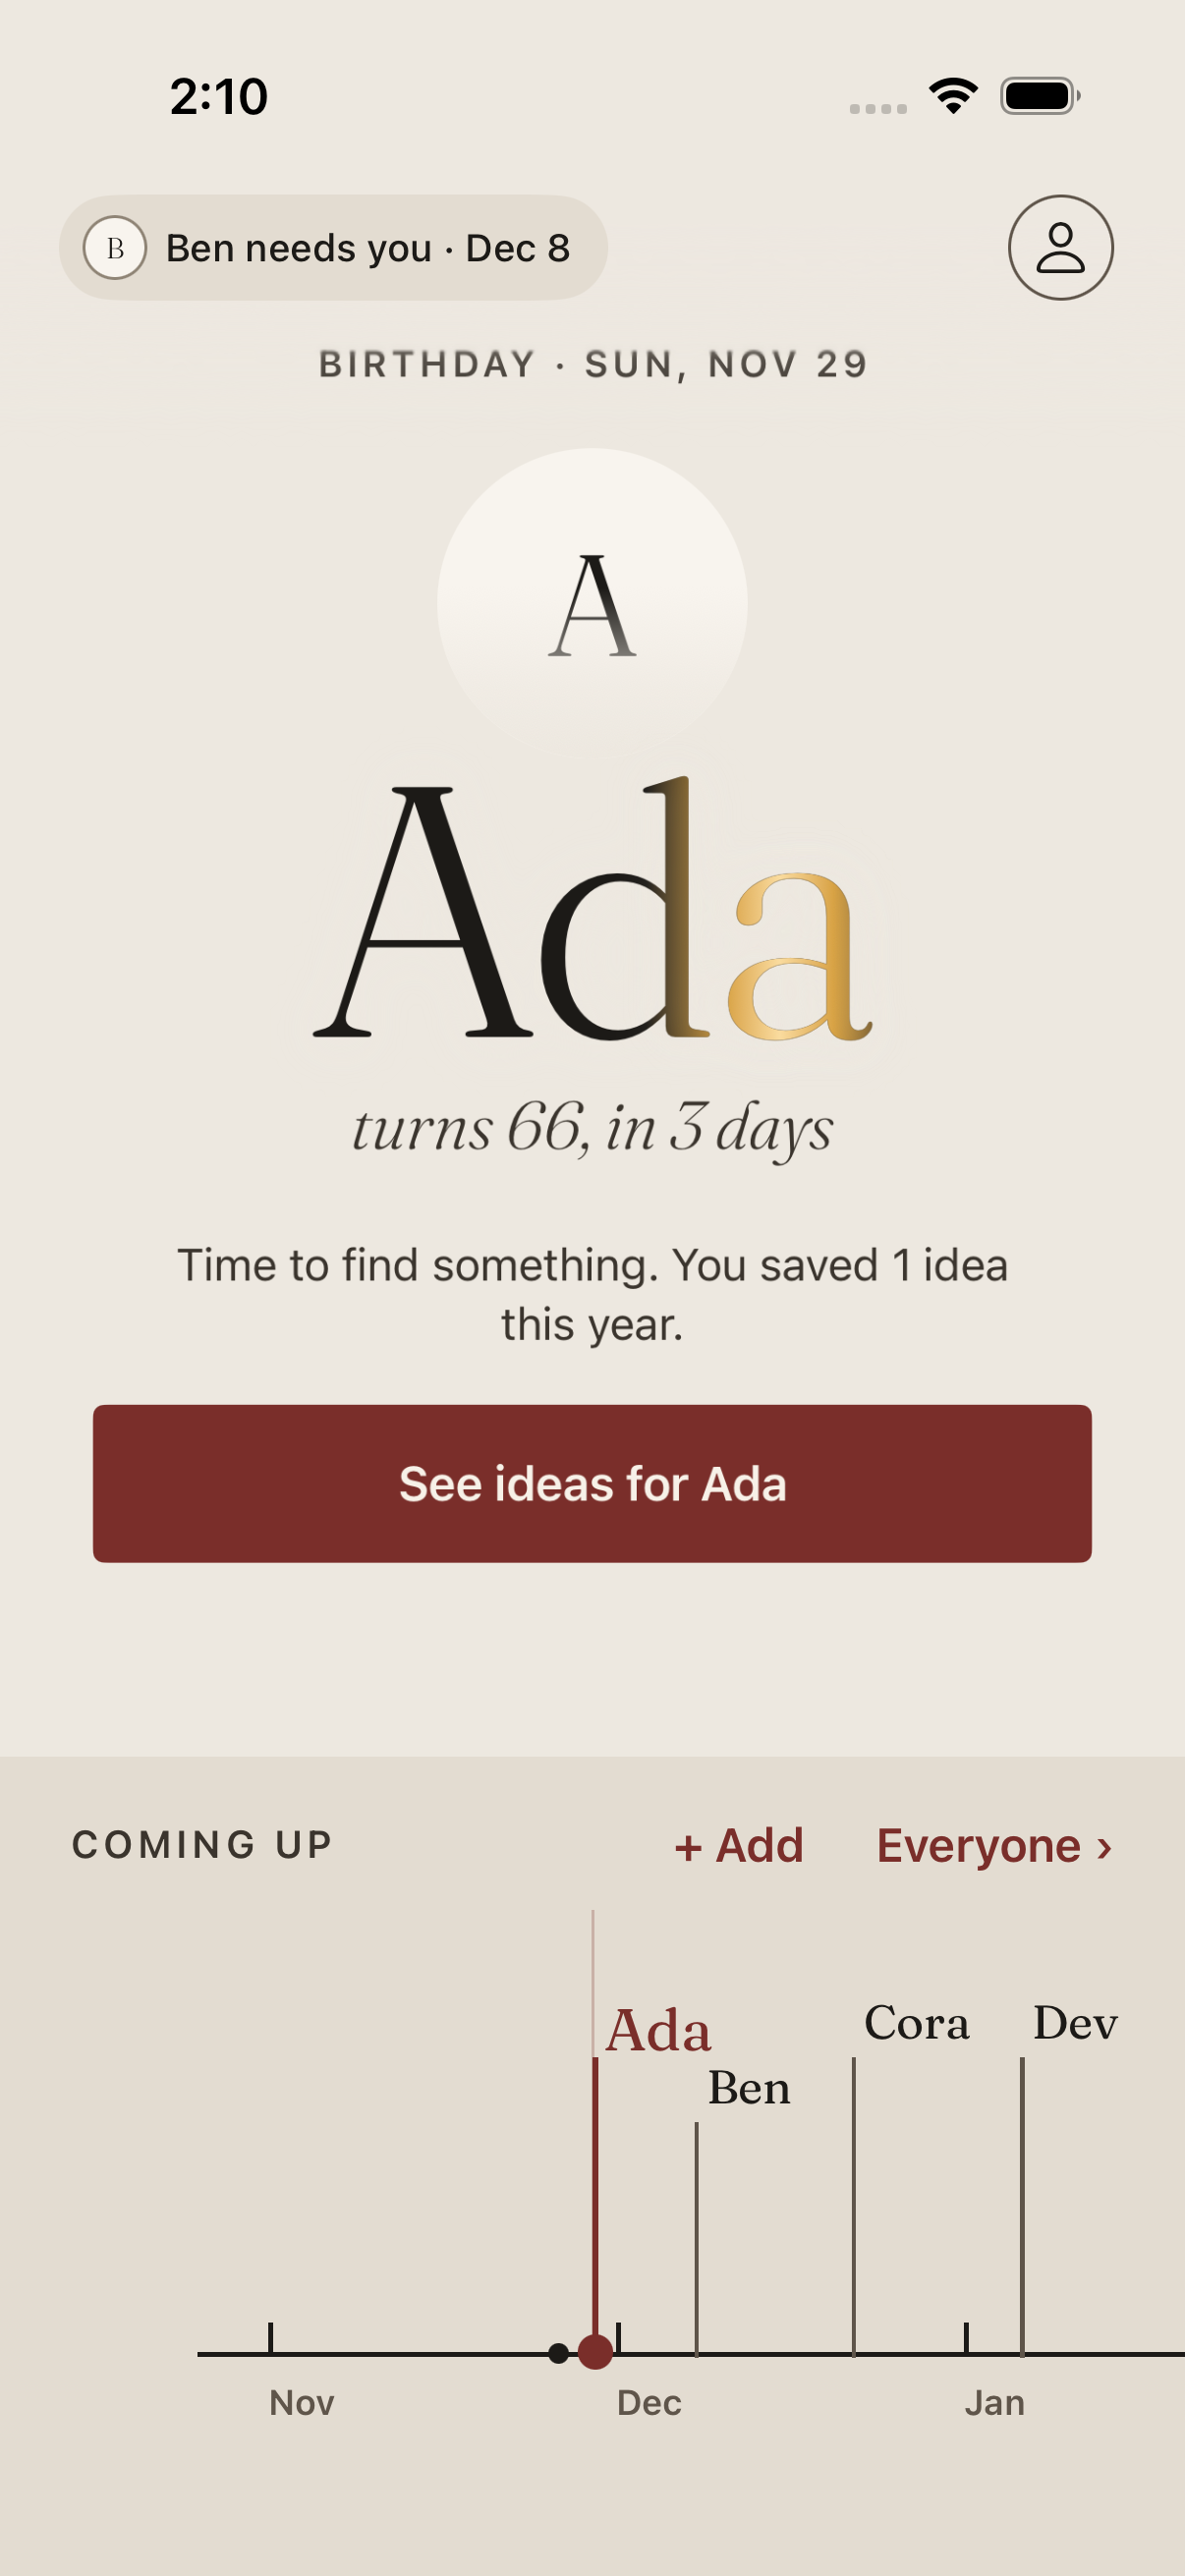 2:10
B Ben needs you · Dec 8
BIRTHDAY · SUN, NOV 29
A
Ada
turns 66, in 3 days
Time to find something. You saved 1 idea
this year.
See ideas for Ada
COMING UP + Add Everyone ›
Ada Cora Dev
Ben
Nov Dec Jan